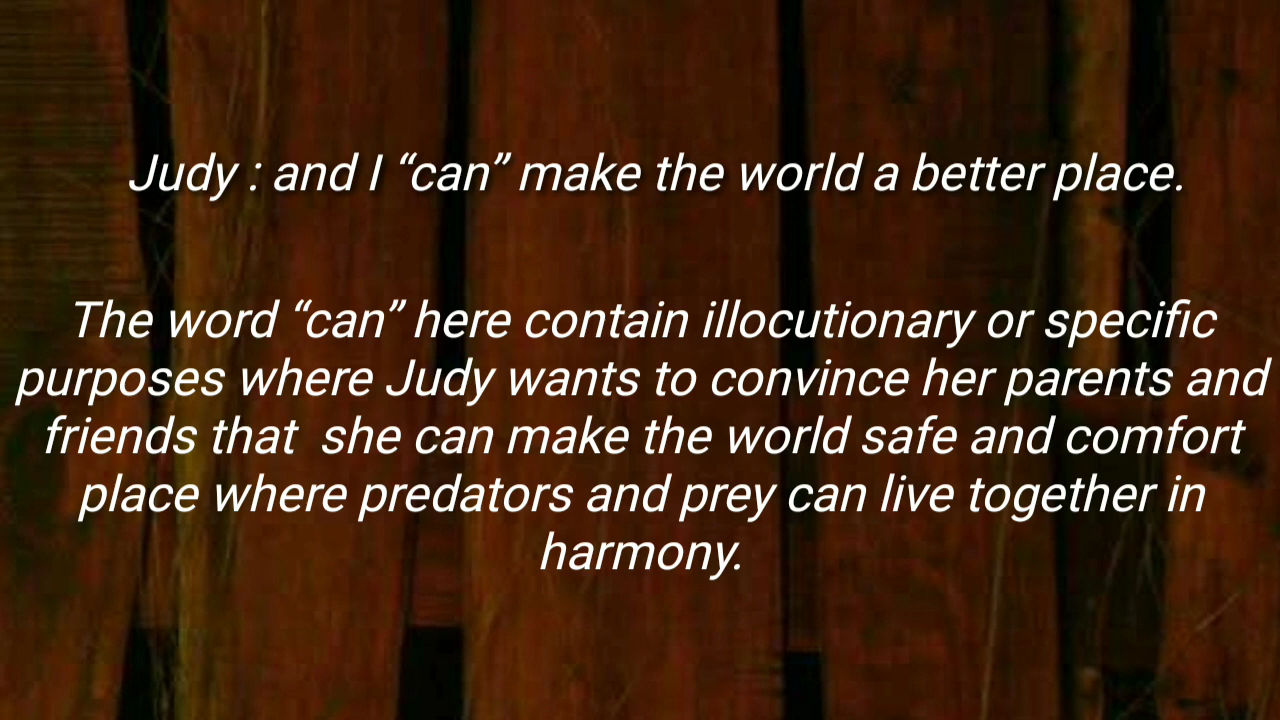 Judy : and I “can” make the world a better place.
The word “can” here contain illocutionary or specific
purposes where Judy wants to convince her parents and
friends that  she can make the world safe and comfort
place where predators and prey can live together in
harmony.